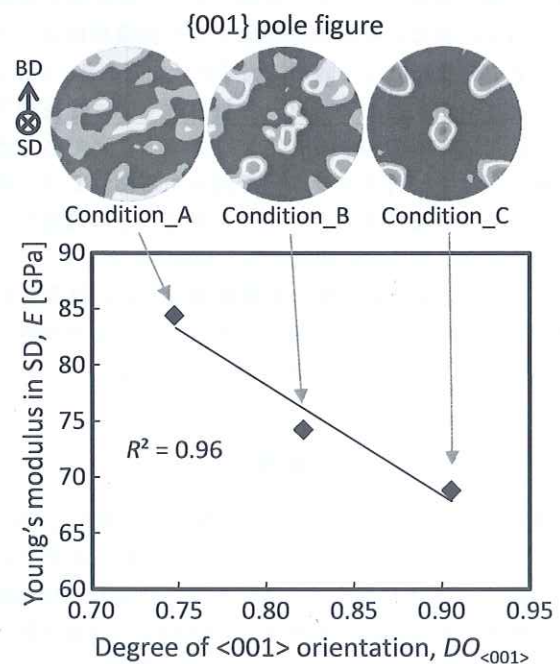 {001} pole figure
BD
SD
Condition_A
Condition_B
Condition_C
Young's modulus in SD, E [GPa]
90
85
80
75
70
65
60
R² = 0.96
0.70
0.75
0.80
0.85
0.90
0.95
Degree of <001> orientation, DO<001>